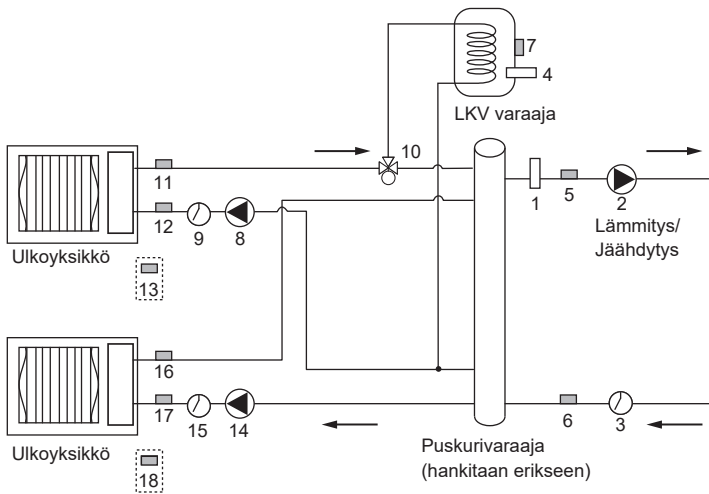 7
4
LKV varaaja
10
11
1
5
2
12
9
8
Lämmitys/
Jäähdytys
Ulkoyksikkö
13
16
17
15
14
6
3
Ulkoyksikkö
18
Puskurivaraaja
(hankitaan erikseen)